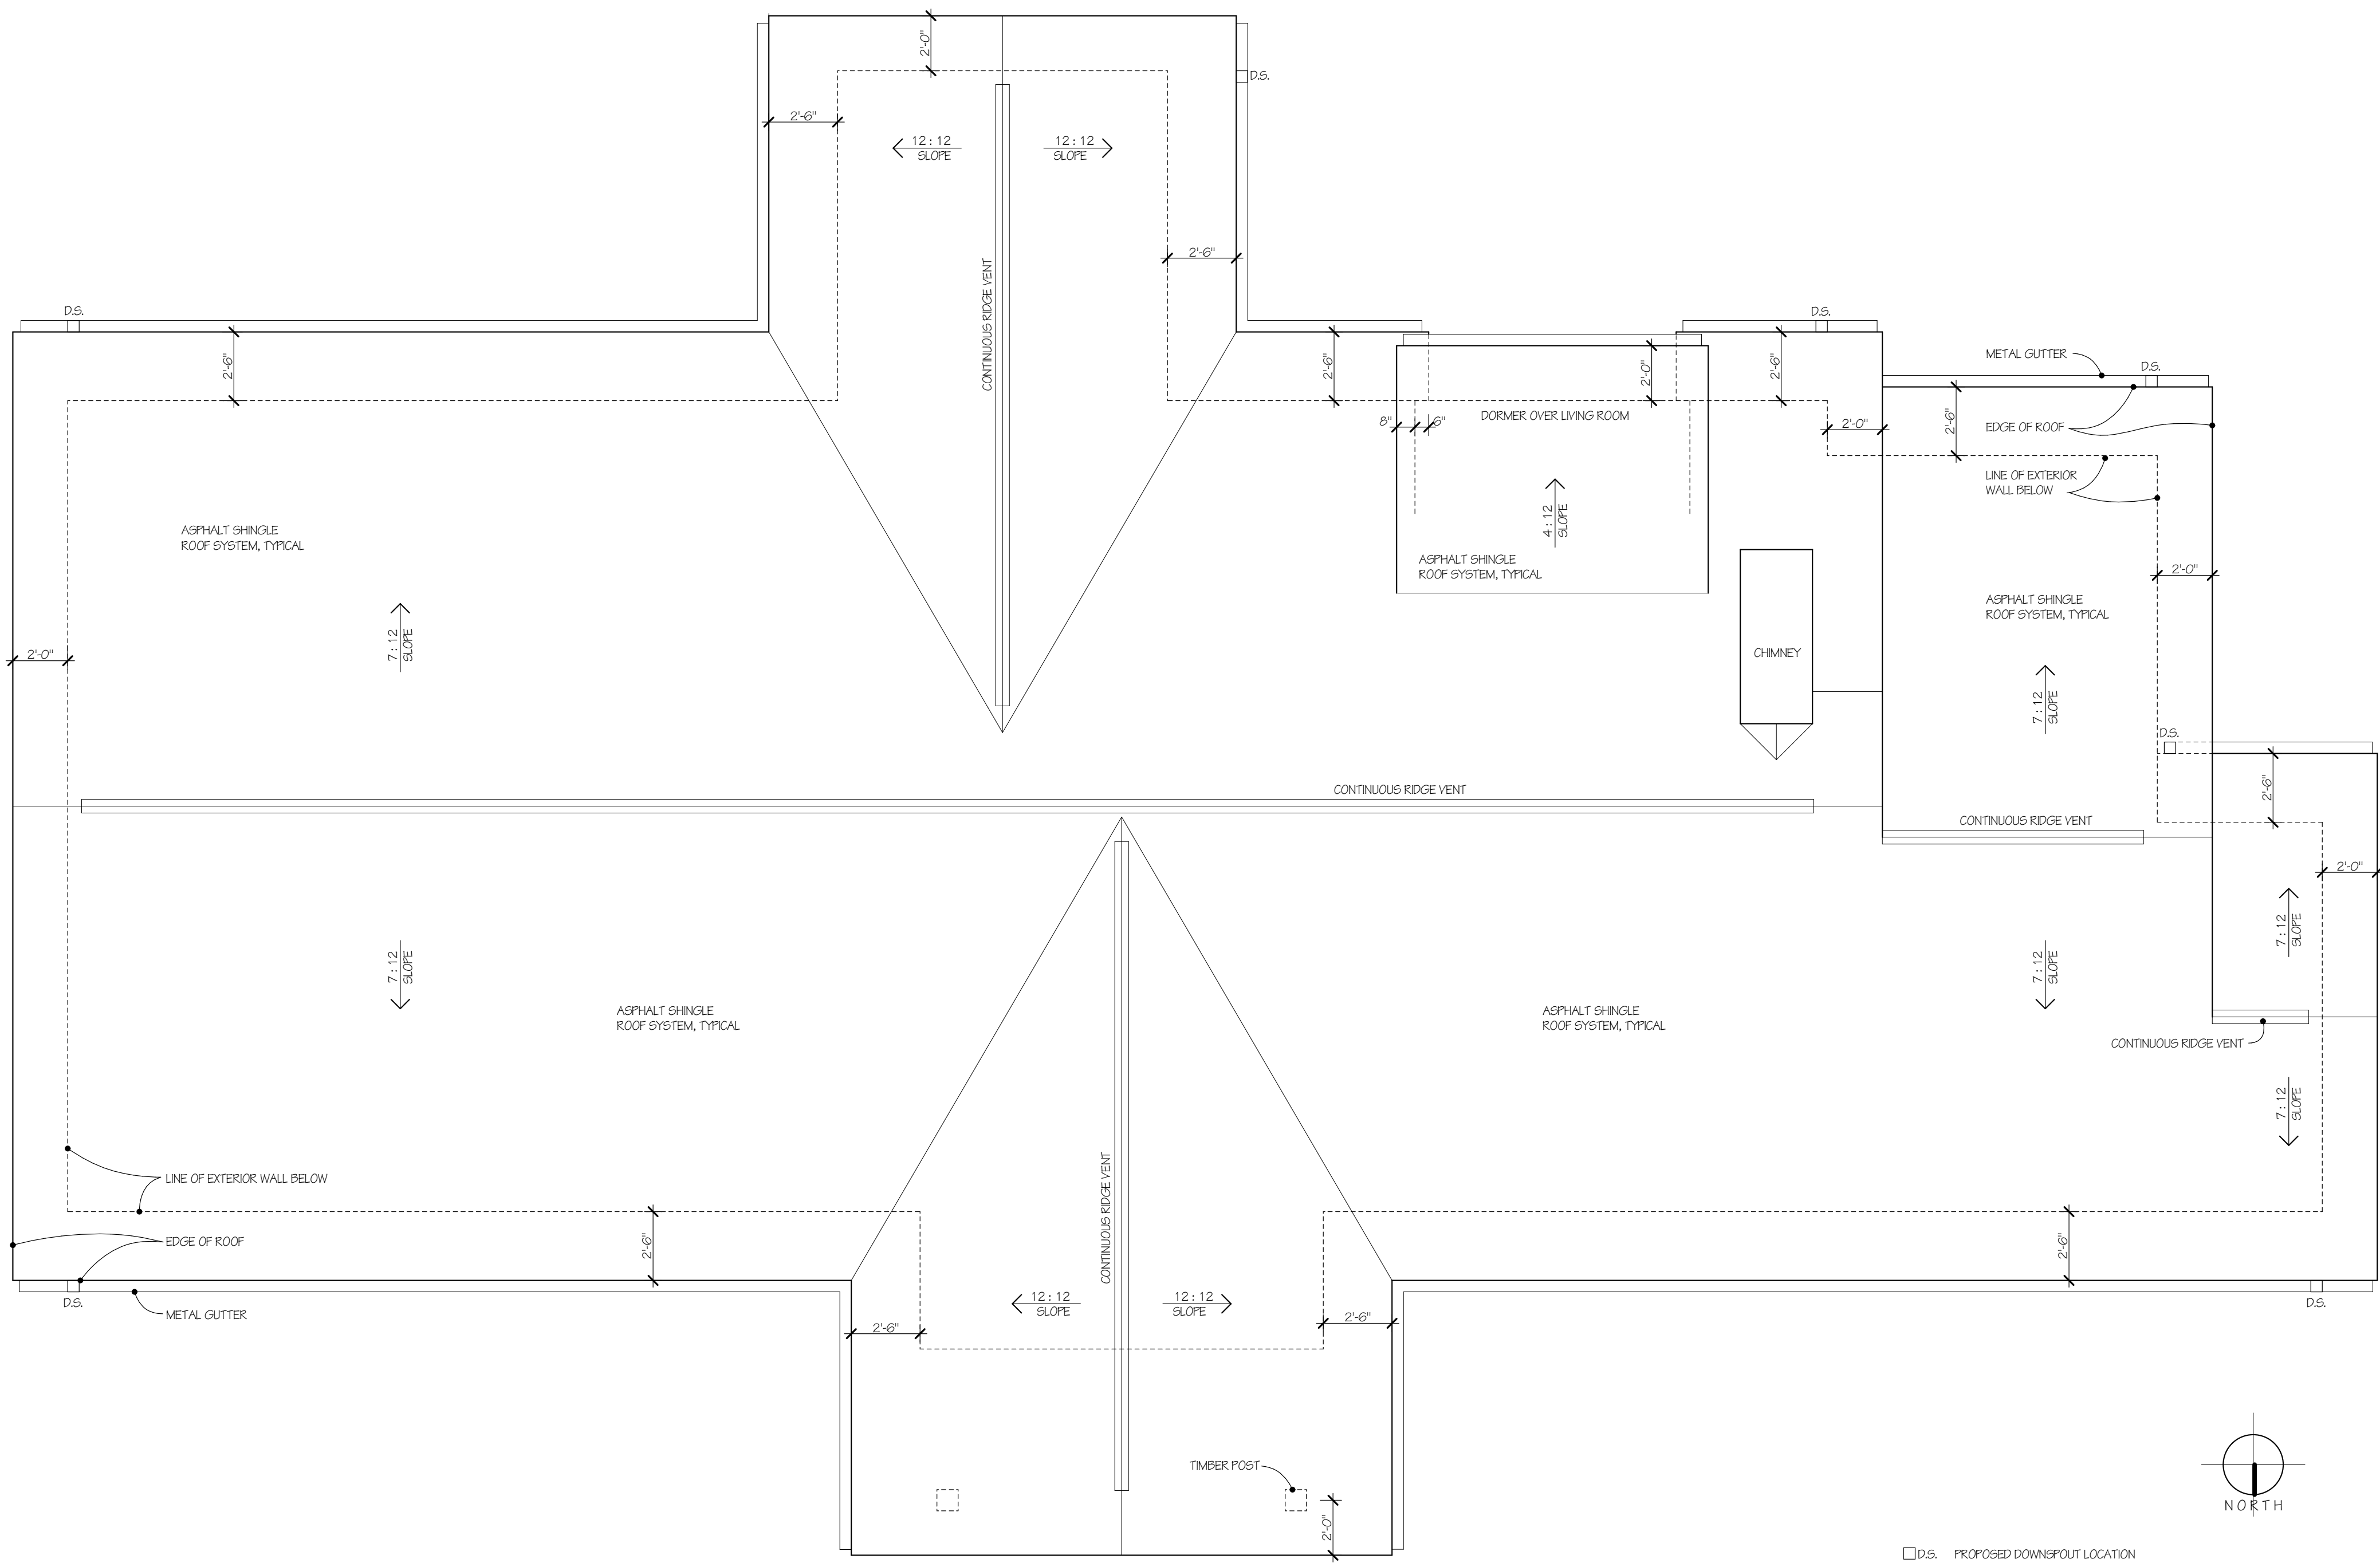 2'-0"
D.S.
2'-6"
12 : 12
SLOPE
12 : 12
SLOPE
2'-6"
CONTINUOUS RIDGE VENT
D.S.
D.S.
2'-6"
2'-6"
2'-0"
2'-6"
METAL GUTTER
D.S.
8"
6"
DORMER OVER LIVING ROOM
2'-0"
2'-6"
EDGE OF ROOF
LINE OF EXTERIOR
WALL BELOW
4 : 12
SLOPE
ASPHALT SHINGLE
ROOF SYSTEM, TYPICAL
ASPHALT SHINGLE
ROOF SYSTEM, TYPICAL
2'-0"
ASPHALT SHINGLE
ROOF SYSTEM, TYPICAL
2'-0"
7 : 12
SLOPE
CHIMNEY
7 : 12
SLOPE
D.S.
2'-6"
CONTINUOUS RIDGE VENT
CONTINUOUS RIDGE VENT
2'-0"
7 : 12
SLOPE
7 : 12
SLOPE
7 : 12
SLOPE
ASPHALT SHINGLE
ROOF SYSTEM, TYPICAL
ASPHALT SHINGLE
ROOF SYSTEM, TYPICAL
CONTINUOUS RIDGE VENT
7 : 12
SLOPE
LINE OF EXTERIOR WALL BELOW
CONTINUOUS RIDGE VENT
EDGE OF ROOF
2'-6"
2'-6"
D.S.
METAL GUTTER
12 : 12
SLOPE
12 : 12
SLOPE
D.S.
2'-6"
2'-6"
TIMBER POST
2'-0"
NORTH
D.S. PROPOSED DOWNSPOUT LOCATION